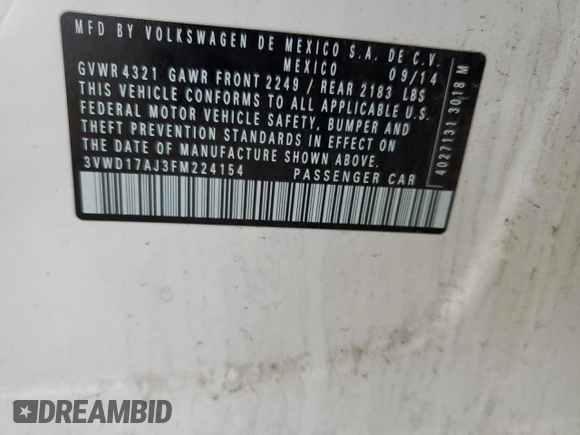 MFD BY VOLKSWAGEN DE MEXICO S.A. DE C.V.
MEXICO 09/14
GVWR 4321 GAWR FRONT 2249 / REAR 2183 LBS
THIS VEHICLE CONFORMS TO ALL APPLICABLE U.S.
FEDERAL MOTOR VEHICLE SAFETY, BUMPER AND
THEFT PREVENTION STANDARDS IN EFFECT ON
THE DATE OF MANUFACTURE SHOWN ABOVE.
3VWD17AJ3FM224154 PASSENGER CAR
4027131 3018 M
DREAMBID